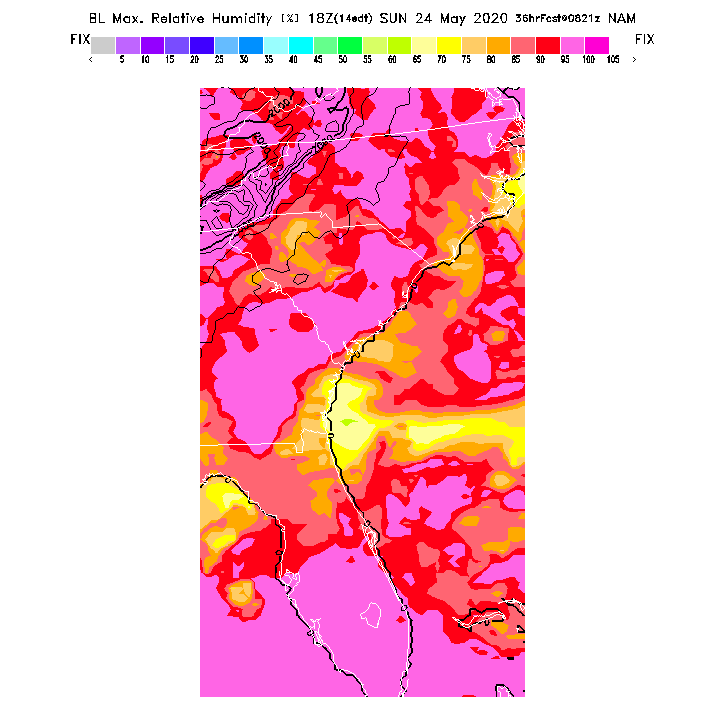 BL Max. Relative Humidity [%] 18Z(14edt) SUN 24 May 2020 36hrFcst@0821z NAM
FIX FIX
< 5 10 15 20 25 30 35 40 45 50 55 60 65 70 75 80 85 90 95 100 105 >
2000